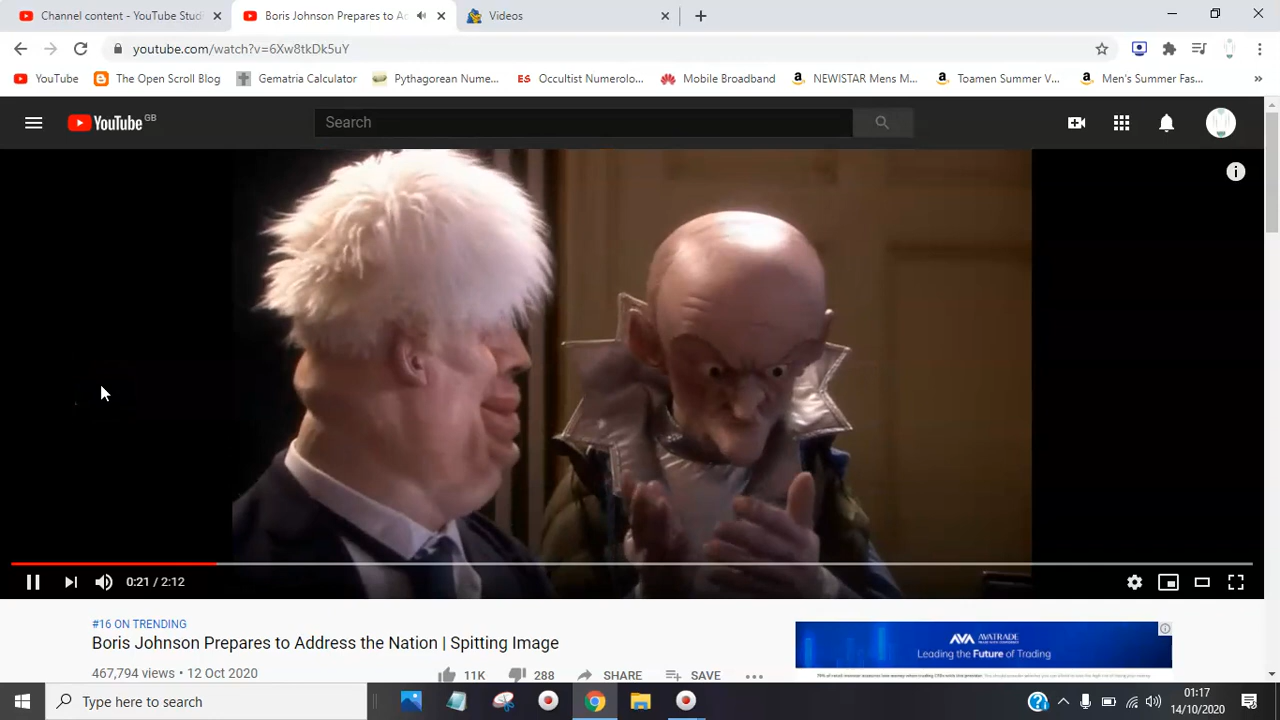 Channel content - YouTube Studi
Boris Johnson Prepares to Ad
Videos
youtube.com/watch?v=6Xw8tkDk5uY
YouTube
The Open Scroll Blog
Gematria Calculator
Pythagorean Nume...
ES Occultist Numerolo...
Mobile Broadband
NEWISTAR Mens M...
Toamen Summer V...
Men's Summer Fas...
YouTube GB
Search
0:21 / 2:12
#16 ON TRENDING
Boris Johnson Prepares to Address the Nation | Spitting Image
467,794 views • 12 Oct 2020
11K
288
SHARE
SAVE
AVA AVATRADE
Leading the Future of Trading
Type here to search
01:17
14/10/2020